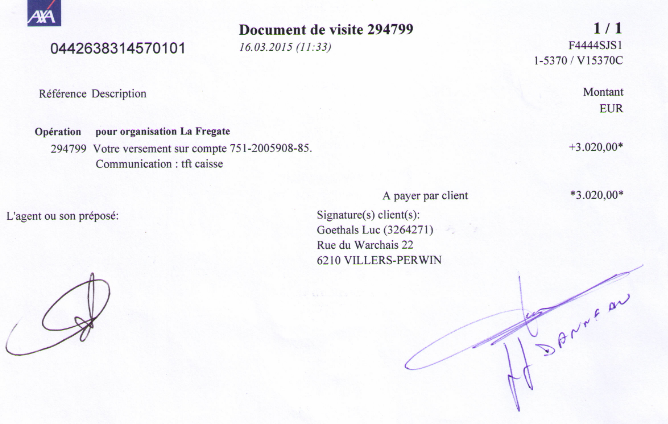 AXA
Document de visite 294799
1 / 1
0442638314570101
16.03.2015 (11:33)
F4444SJS1
1-5370 / V15370C
Référence Description
Montant
EUR
Opération pour organisation La Fregate
294799 Votre versement sur compte 751-2005908-85.
+3.020,00*
Communication : tft caisse
A payer par client
*3.020,00*
L'agent ou son préposé:
Signature(s) client(s):
Goethals Luc (3264271)
Rue du Warchais 22
6210 VILLERS-PERWIN
DANNEAU